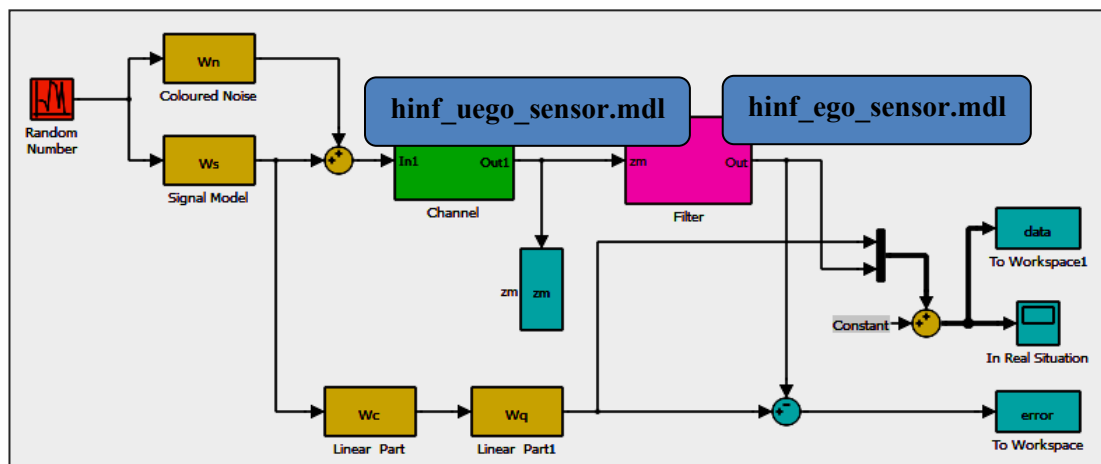 Wn
Coloured Noise
Random
Number
Ws
Signal Model
hinf_uego_sensor.mdl
hinf_ego_sensor.mdl
In1
Out1
Channel
zm
Out
Filter
zm
zm
data
To Workspace1
Constant
In Real Situation
Wc
Linear Part
Wq
Linear Part1
error
To Workspace